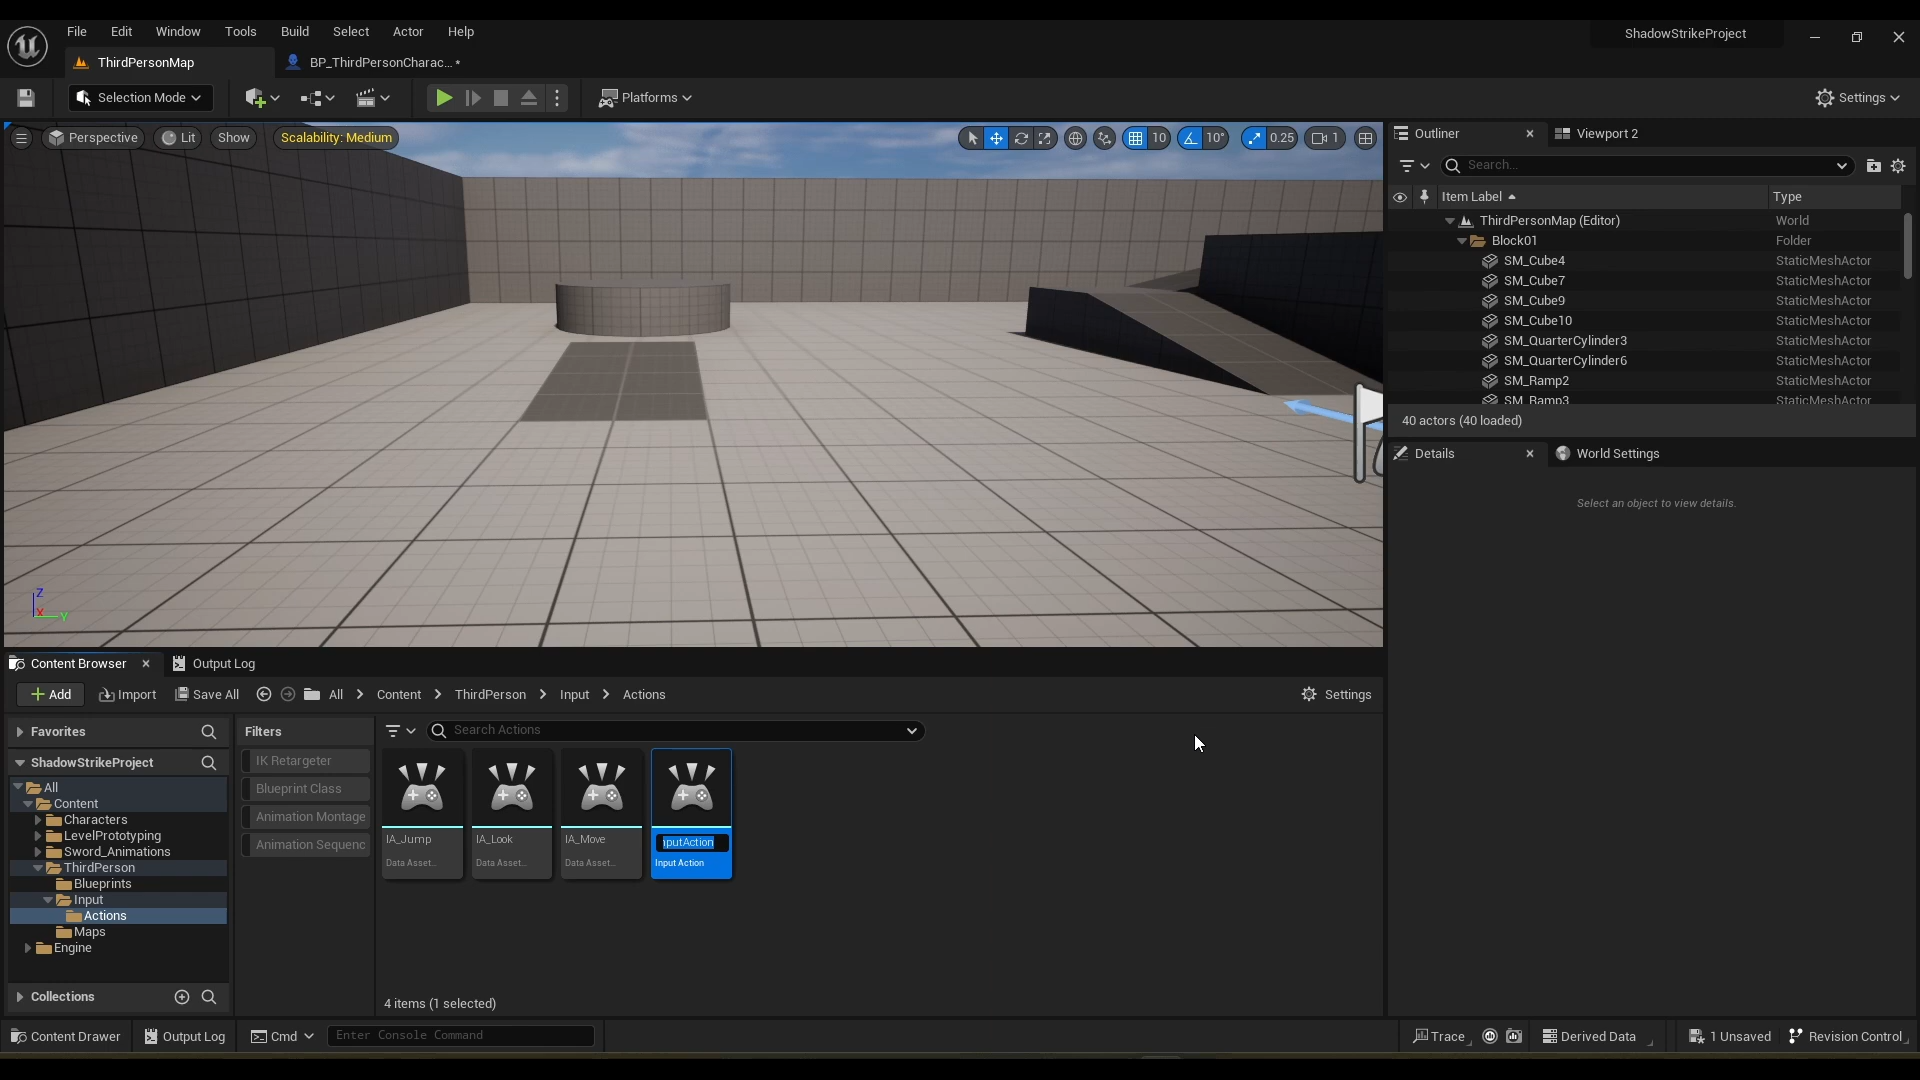 File Edit Window Tools Build Select Actor Help
ShadowStrikeProject
ThirdPersonMap
BP_ThirdPersonCharac... *
Selection Mode
Platforms
Settings
Perspective Lit Show Scalability: Medium
10 10° 0.25 1
Z
X
Y
Outliner
Viewport 2
Search...
Item Label Type
ThirdPersonMap (Editor) World
Block01 Folder
SM_Cube4 StaticMeshActor
SM_Cube7 StaticMeshActor
SM_Cube9 StaticMeshActor
SM_Cube10 StaticMeshActor
SM_QuarterCylinder3 StaticMeshActor
SM_QuarterCylinder6 StaticMeshActor
SM_Ramp2 StaticMeshActor
SM_Ramp3 StaticMeshActor
40 actors (40 loaded)
Details
World Settings
Select an object to view details.
Content Browser
Output Log
Add Import Save All All Content ThirdPerson Input Actions
Settings
Favorites
ShadowStrikeProject
All
Content
Characters
LevelPrototyping
Sword_Animations
ThirdPerson
Blueprints
Input
Actions
Maps
Engine
Collections
Filters
IK Retargeter
Blueprint Class
Animation Montage
Animation Sequenc
Search Actions
IA_Jump
Data Asset...
IA_Look
Data Asset...
IA_Move
Data Asset...
nputAction
Input Action
4 items (1 selected)
Content Drawer Output Log Cmd Enter Console Command
Trace Derived Data 1 Unsaved Revision Control